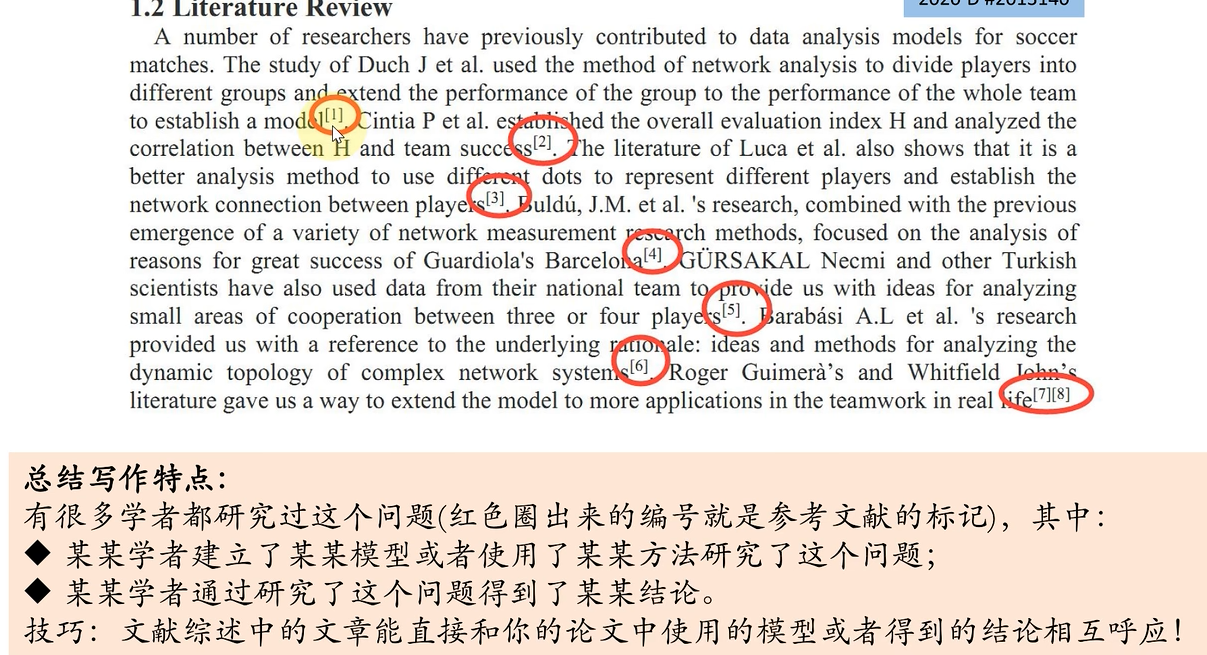 1.2 Literature Review
2020-D #2013140
A number of researchers have previously contributed to data analysis models for soccer
matches. The study of Duch J et al. used the method of network analysis to divide players into
different groups and extend the performance of the group to the performance of the whole team
to establish a model[1]. Cintia P et al. established the overall evaluation index H and analyzed the
correlation between H and team success[2]. The literature of Luca et al. also shows that it is a
better analysis method to use different dots to represent different players and establish the
network connection between players[3]. Buldú, J.M. et al. 's research, combined with the previous
emergence of a variety of network measurement research methods, focused on the analysis of
reasons for great success of Guardiola's Barcelona[4]. GÜRSAKAL Necmi and other Turkish
scientists have also used data from their national team to provide us with ideas for analyzing
small areas of cooperation between three or four players[5]. Barabási A.L et al. 's research
provided us with a reference to the underlying rationale: ideas and methods for analyzing the
dynamic topology of complex network systems[6]. Roger Guimerà’s and Whitfield John’s
literature gave us a way to extend the model to more applications in the teamwork in real life[7][8]
总结写作特点：
有很多学者都研究过这个问题(红色圈出来的编号就是参考文献的标记)，其中：
◆ 某某学者建立了某某模型或者使用了某某方法研究了这个问题；
◆ 某某学者通过研究了这个问题得到了某某结论。
技巧：文献综述中的文章能直接和你的论文中使用的模型或者得到的结论相互呼应！